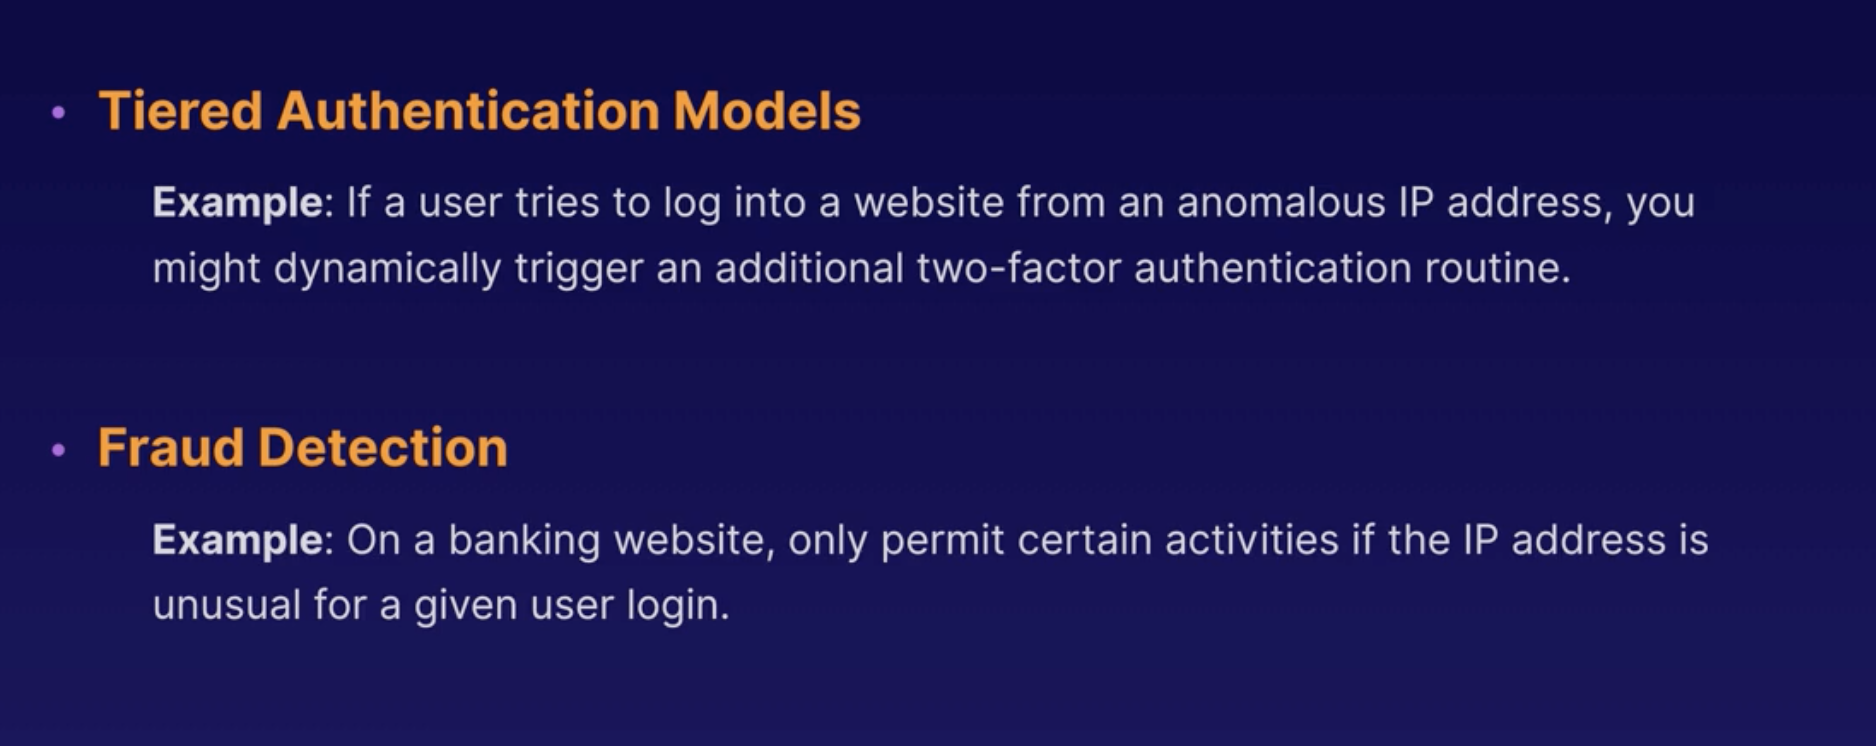 • Tiered Authentication Models
Example: If a user tries to log into a website from an anomalous IP address, you
might dynamically trigger an additional two-factor authentication routine.
• Fraud Detection
Example: On a banking website, only permit certain activities if the IP address is
unusual for a given user login.